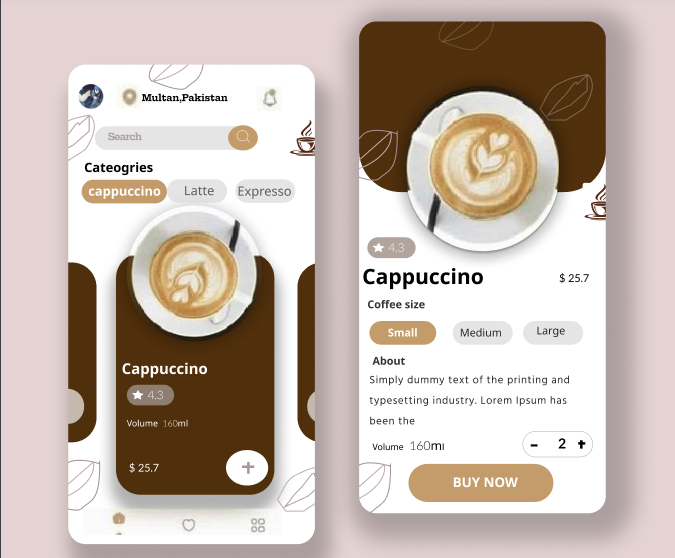 Multan,Pakistan
Search
Cateogries
cappuccino Latte Expresso
Cappuccino
4.3
Volume 160ml
$ 25.7
+
4.3
Cappuccino $ 25.7
Coffee size
Small Medium Large
About
Simply dummy text of the printing and
typesetting industry. Lorem Ipsum has
been the
Volume 160ml - 2 +
BUY NOW